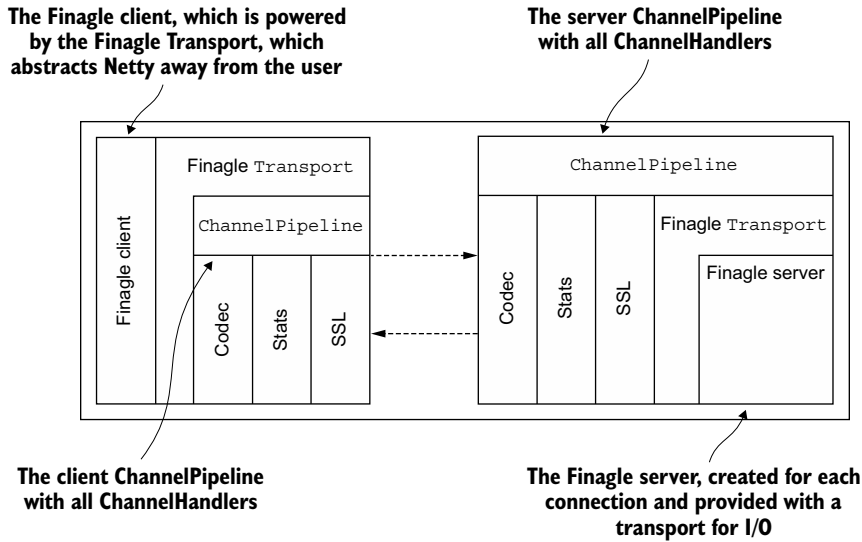 The Finagle client, which is powered
by the Finagle Transport, which
abstracts Netty away from the user
The server ChannelPipeline
with all ChannelHandlers
Finagle client
Finagle Transport
ChannelPipeline
Codec
Stats
SSL
ChannelPipeline
Codec
Stats
SSL
Finagle Transport
Finagle server
The client ChannelPipeline
with all ChannelHandlers
The Finagle server, created for each
connection and provided with a
transport for I/O